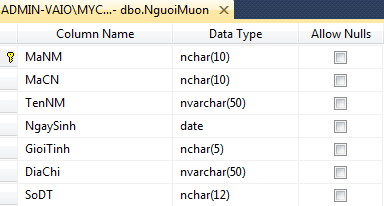 ADMIN-VAIO\MYC...- dbo.NguoiMuon
Column Name Data Type Allow Nulls
MaNM nchar(10)
MaCN nchar(10)
TenNM nvarchar(50)
NgaySinh date
GioiTinh nchar(5)
DiaChi nvarchar(50)
SoDT nchar(12)